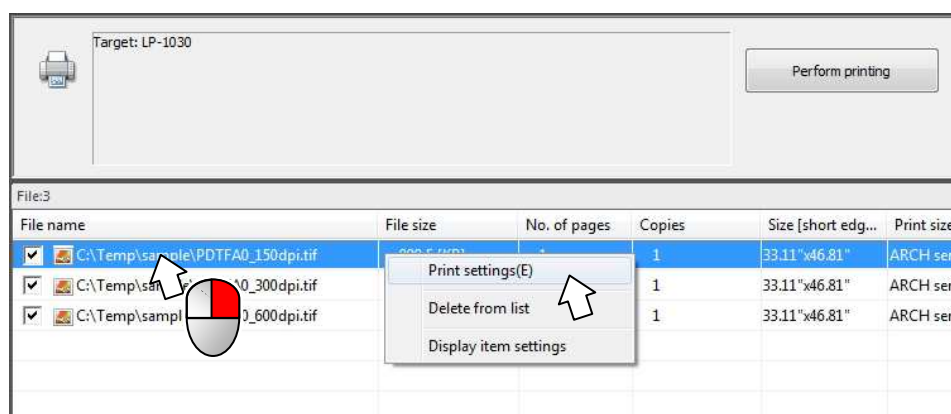 Target: LP-1030
Perform printing
File:3
File name File size No. of pages Copies Size [short edg... Print size
C:\Temp\sample\PDTFA0_150dpi.tif 1 1 33.11"x46.81" ARCH ser
Print settings(E)
C:\Temp\sa 0_300dpi.tif 1 33.11"x46.81" ARCH ser
Delete from list
C:\Temp\sampl 0_600dpi.tif 1 33.11"x46.81" ARCH ser
Display item settings